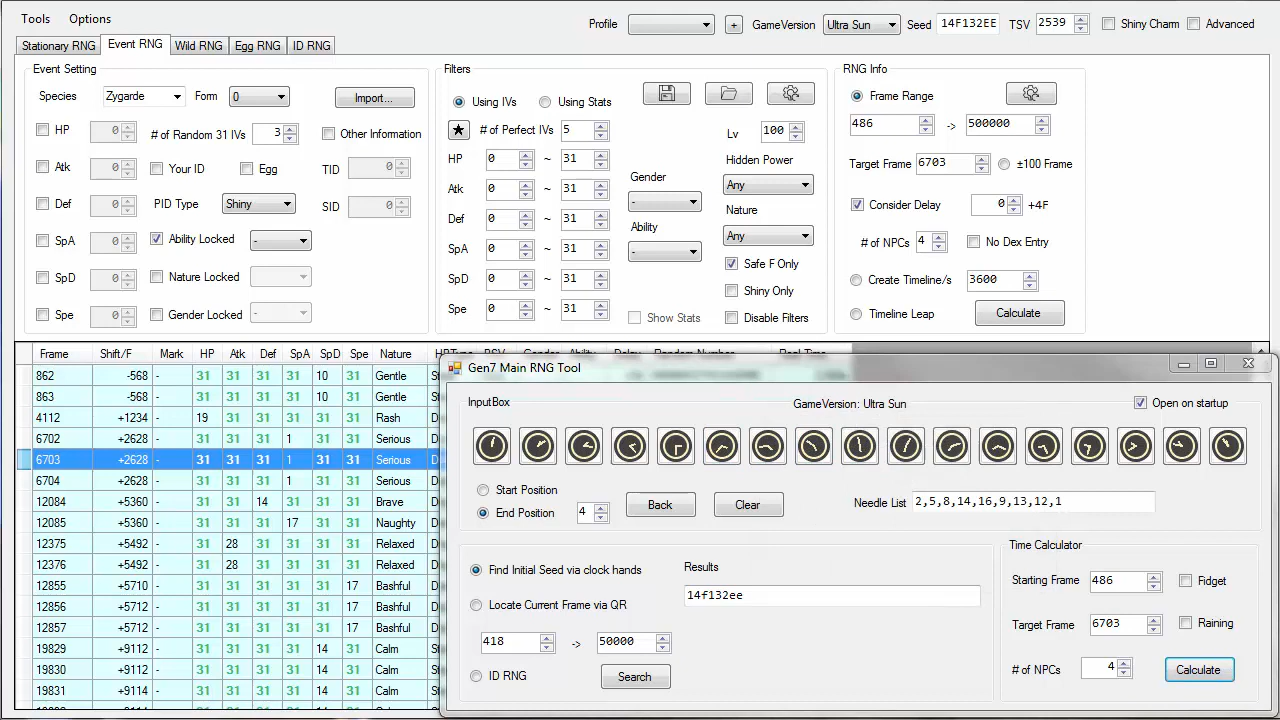 Tools Options
Profile + GameVersion Ultra Sun Seed 14F132EE TSV 2539 Shiny Charm Advanced
Stationary RNG Event RNG Wild RNG Egg RNG ID RNG
Event Setting
Species Zygarde Form 0 Import...
HP 0 # of Random 31 IVs 3 Other Information
Atk 0 Your ID Egg TID 0
Def 0 PID Type Shiny SID 0
SpA 0 Ability Locked -
SpD 0 Nature Locked
Spe 0 Gender Locked -
Filters
Using IVs Using Stats
★ # of Perfect IVs 5 Lv 100
HP 0 ~ 31
Atk 0 ~ 31
Def 0 ~ 31
SpA 0 ~ 31
SpD 0 ~ 31
Spe 0 ~ 31
Gender
-
Ability
-
Show Stats
Hidden Power
Any
Nature
Any
Safe F Only
Shiny Only
Disable Filters
RNG Info
Frame Range
486 -> 500000
Target Frame 6703 ±100 Frame
Consider Delay 0 +4F
# of NPCs 4 No Dex Entry
Create Timeline/s 3600
Timeline Leap Calculate
Frame Shift/F Mark HP Atk Def SpA SpD Spe Nature
862 -568 - 31 31 31 31 10 31 Gentle
863 -568 - 31 31 31 31 10 31 Gentle
4112 +1234 - 19 31 31 31 31 31 Rash
6702 +2628 - 31 31 31 1 31 31 Serious
6703 +2628 - 31 31 31 1 31 31 Serious
6704 +2628 - 31 31 31 1 31 31 Serious
12084 +5360 - 31 31 14 31 31 31 Brave
12085 +5360 - 31 31 31 17 31 31 Naughty
12375 +5492 - 31 28 31 31 31 31 Relaxed
12376 +5492 - 31 28 31 31 31 31 Relaxed
12855 +5710 - 31 31 31 31 31 17 Bashful
12856 +5712 - 31 31 31 31 31 17 Bashful
12857 +5712 - 31 31 31 31 31 17 Bashful
19829 +9112 - 31 31 31 31 14 31 Calm
19830 +9112 - 31 31 31 31 14 31 Calm
19831 +9114 - 31 31 31 31 14 31 Calm
Gen7 Main RNG Tool
InputBox GameVersion: Ultra Sun Open on startup
Start Position
End Position 4 Back Clear Needle List 2,5,8,14,16,9,13,12,1
Find Initial Seed via clock hands
Locate Current Frame via QR
418 -> 50000
ID RNG Search
Results
14f132ee
Time Calculator
Starting Frame 486 Fidget
Target Frame 6703 Raining
# of NPCs 4 Calculate